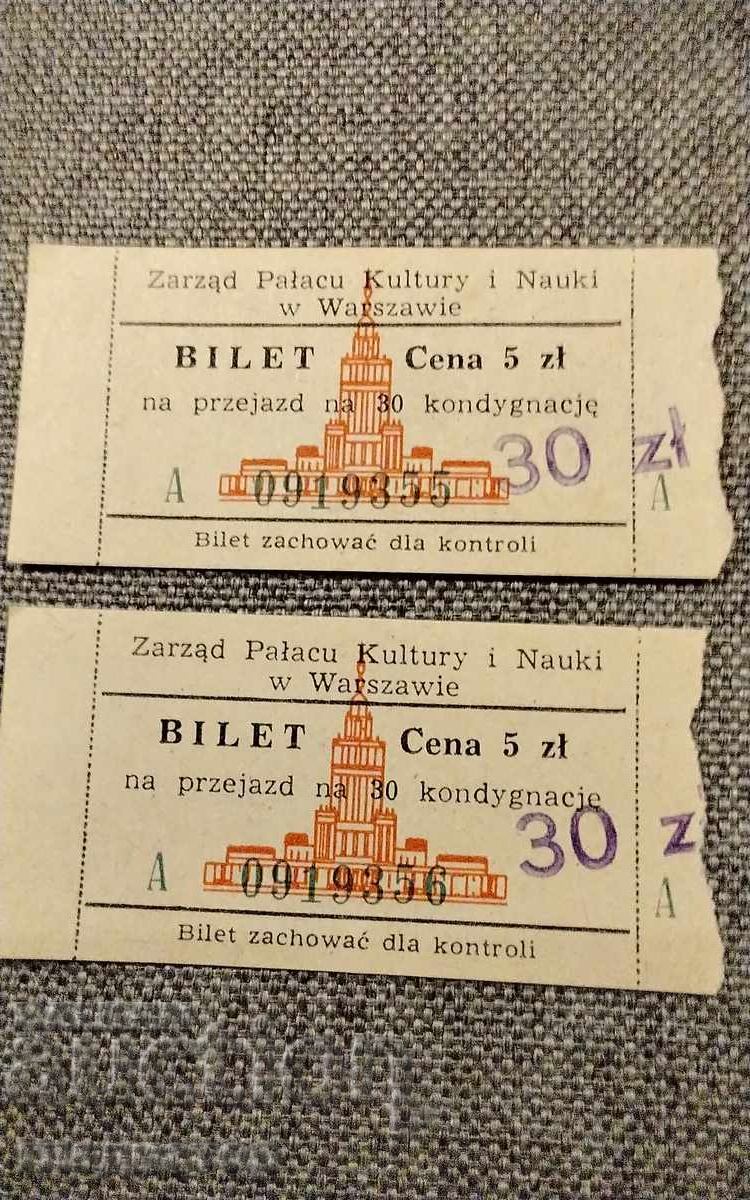 Zarząd Pałacu Kultury i Nauki
w Warszawie
BILET Cena 5 zł
na przejazd na 30 kondygnację
30 zł
A 0919355 A
Bilet zachować dla kontroli
Zarząd Pałacu Kultury i Nauki
w Warszawie
BILET Cena 5 zł
na przejazd na 30 kondygnację
30 z
A 0919356 A
Bilet zachować dla kontroli